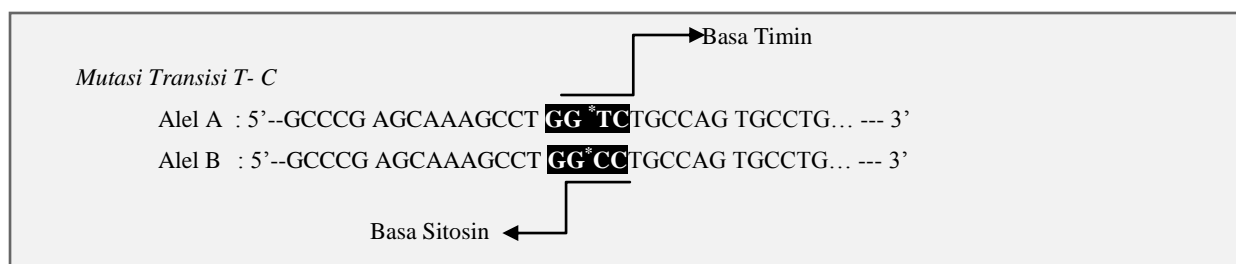 Basa Timin
Mutasi Transisi T- C
Alel A : 5’--GCCCG AGCAAAGCCT GG *TCTGCCAG TGCCTG… --- 3’
Alel B : 5’--GCCCG AGCAAAGCCT GG*CCTGCCAG TGCCTG… --- 3’
Basa Sitosin